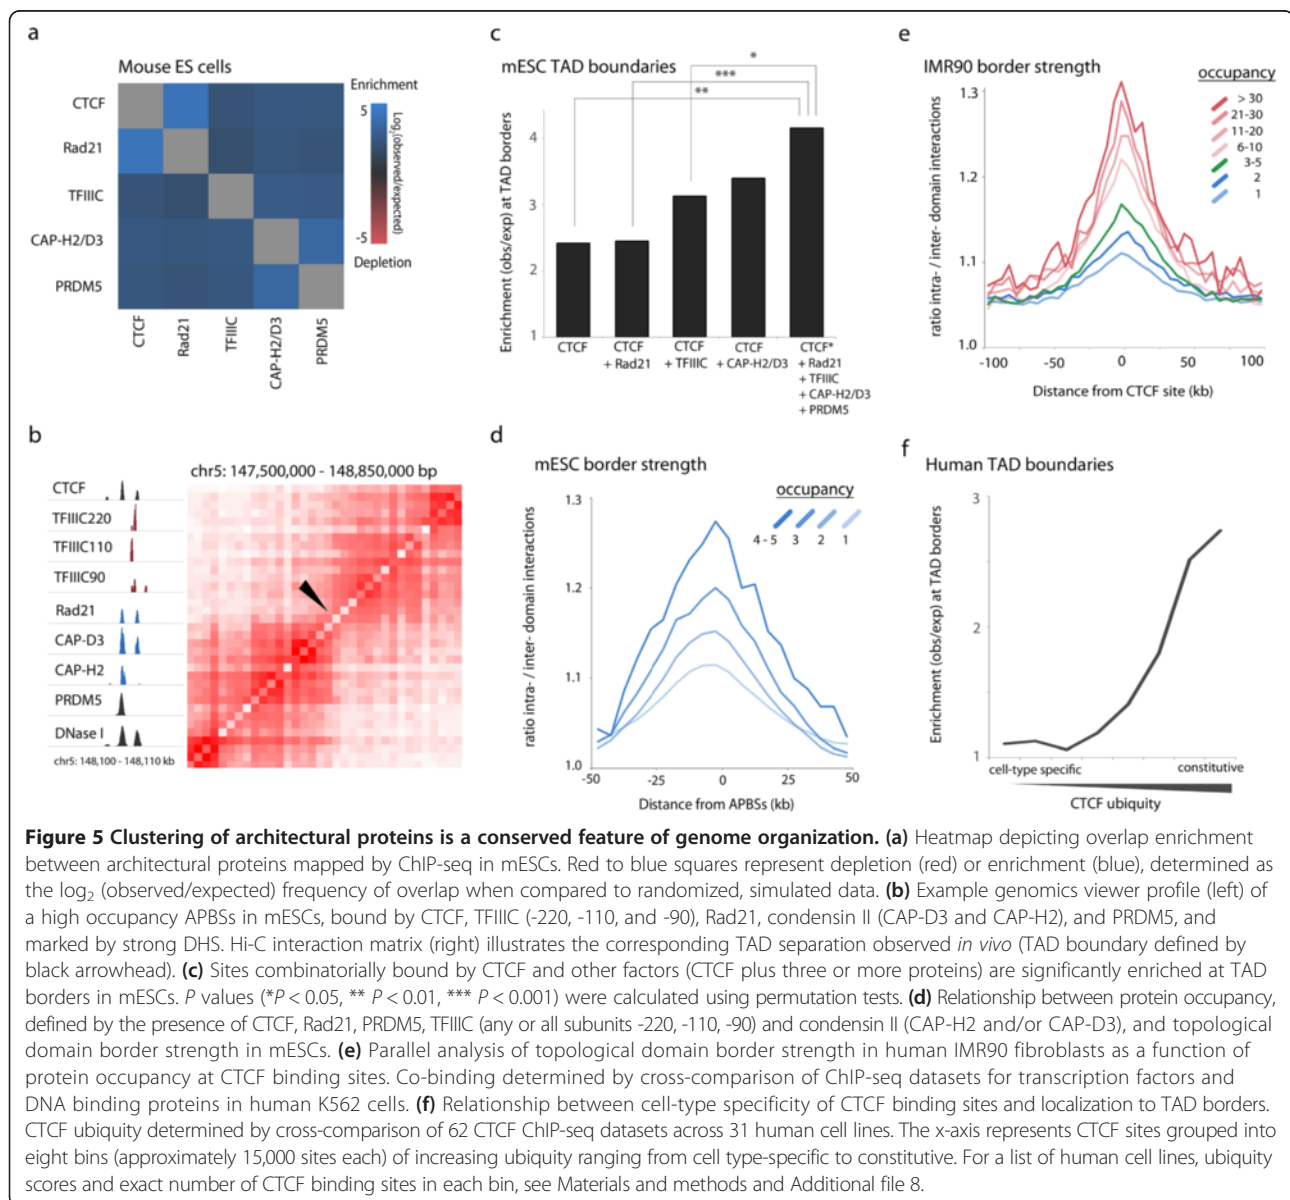 a
Mouse ES cells
CTCF
Rad21
TFIIIC
CAP-H2/D3
PRDM5
CTCF
Rad21
TFIIIC
CAP-H2/D3
PRDM5
Enrichment
5
-5
Log2(observed/expected)
Depletion
c
mESC TAD boundaries
*
***
**
Enrichment (obs/exp) at TAD borders
4
3
2
1
CTCF
CTCF
+ Rad21
CTCF
+ TFIIIC
CTCF
+ CAP-H2/D3
CTCF*
+ Rad21
+ TFIIIC
+ CAP-H2/D3
+ PRDM5
e
IMR90 border strength
occupancy
> 30
21-30
11-20
6-10
3-5
2
1
ratio intra- / inter- domain interactions
1.3
1.2
1.1
1.0
-100
-50
0
50
100
Distance from CTCF site (kb)
b
chr5: 147,500,000 - 148,850,000 bp
CTCF
TFIIIC220
TFIIIC110
TFIIIC90
Rad21
CAP-D3
CAP-H2
PRDM5
DNase I
chr5: 148,100 - 148,110 kb
d
mESC border strength
occupancy
4 - 5 3 2 1
ratio intra- / inter- domain interactions
1.3
1.2
1.1
1.0
-50
-25
0
25
50
Distance from APBSs (kb)
f
Human TAD boundaries
Enrichment (obs/exp) at TAD borders
3
2
1
cell-type specific
constitutive
CTCF ubiquity
Figure 5 Clustering of architectural proteins is a conserved feature of genome organization. (a) Heatmap depicting overlap enrichment
between architectural proteins mapped by ChIP-seq in mESCs. Red to blue squares represent depletion (red) or enrichment (blue), determined as
the log2 (observed/expected) frequency of overlap when compared to randomized, simulated data. (b) Example genomics viewer profile (left) of
a high occupancy APBSs in mESCs, bound by CTCF, TFIIIC (-220, -110, and -90), Rad21, condensin II (CAP-D3 and CAP-H2), and PRDM5, and
marked by strong DHS. Hi-C interaction matrix (right) illustrates the corresponding TAD separation observed in vivo (TAD boundary defined by
black arrowhead). (c) Sites combinatorially bound by CTCF and other factors (CTCF plus three or more proteins) are significantly enriched at TAD
borders in mESCs. P values (*P < 0.05, ** P < 0.01, *** P < 0.001) were calculated using permutation tests. (d) Relationship between protein occupancy,
defined by the presence of CTCF, Rad21, PRDM5, TFIIIC (any or all subunits -220, -110, -90) and condensin II (CAP-H2 and/or CAP-D3), and topological
domain border strength in mESCs. (e) Parallel analysis of topological domain border strength in human IMR90 fibroblasts as a function of
protein occupancy at CTCF binding sites. Co-binding determined by cross-comparison of ChIP-seq datasets for transcription factors and
DNA binding proteins in human K562 cells. (f) Relationship between cell-type specificity of CTCF binding sites and localization to TAD borders.
CTCF ubiquity determined by cross-comparison of 62 CTCF ChIP-seq datasets across 31 human cell lines. The x-axis represents CTCF sites grouped into
eight bins (approximately 15,000 sites each) of increasing ubiquity ranging from cell type-specific to constitutive. For a list of human cell lines, ubiquity
scores and exact number of CTCF binding sites in each bin, see Materials and methods and Additional file 8.